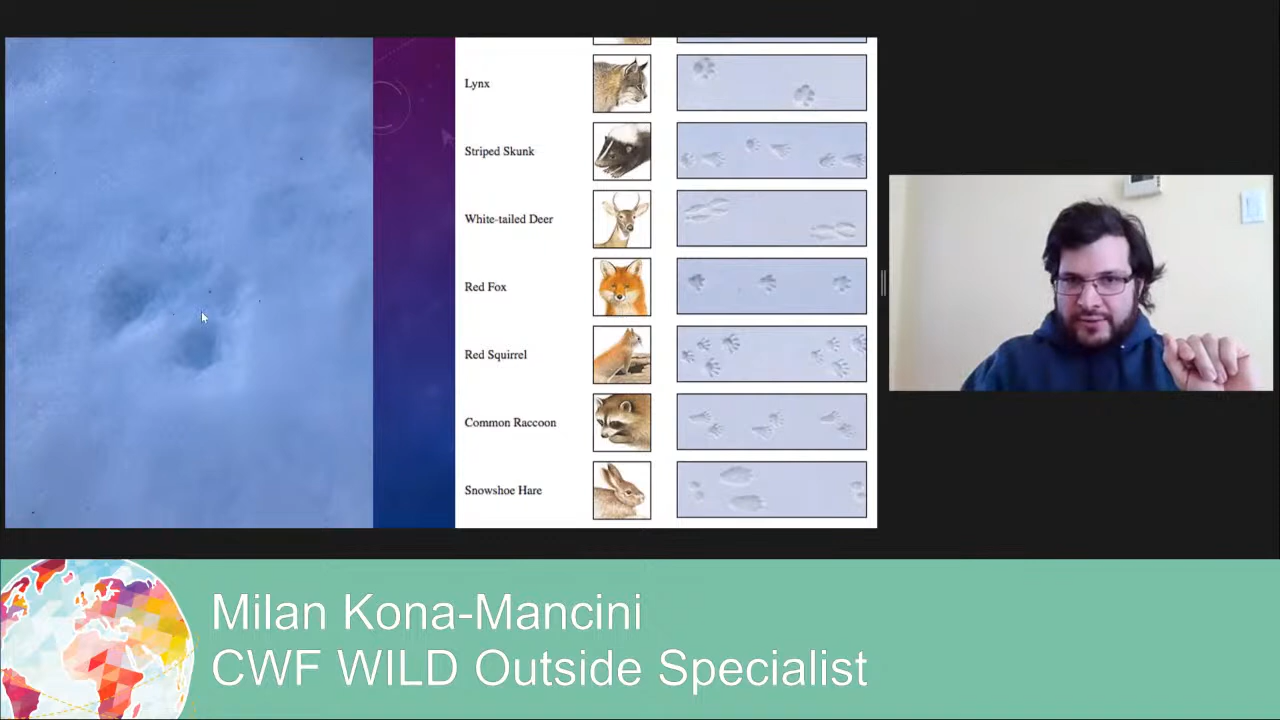 Lynx
Striped Skunk
White-tailed Deer
Red Fox
Red Squirrel
Common Raccoon
Snowshoe Hare
Milan Kona-Mancini
CWF WILD Outside Specialist